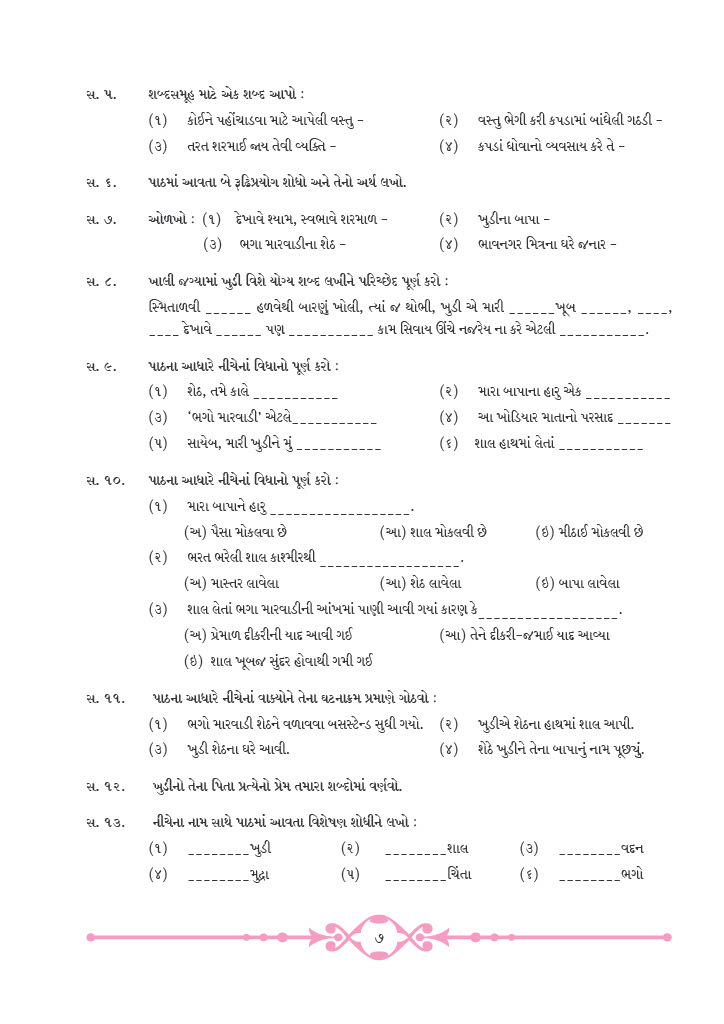 સ. ૫. શબ્દસમૂહ માટે એક શબ્દ આપો :
(૧) કોઈને પહોંચાડવા માટે આપેલી વસ્તુ - (૨) વસ્તુ ભેગી કરી કપડામાં બાંધેલી ગઠડી -
(૩) તરત શરમાઈ જાય તેવી વ્યક્તિ - (૪) કપડાં ધોવાનો વ્યવસાય કરે તે -
સ. ૬. પાઠમાં આવતા બે રૂઢિપ્રયોગ શોધો અને તેનો અર્થ લખો.
સ. ૭. ઓળખો : (૧) દેખાવે શ્યામ, સ્વભાવે શરમાળ - (૨) ખુડીના બાપા -
(૩) ભગા મારવાડીના શેઠ - (૪) ભાવનગર મિત્રના ઘરે જનાર -
સ. ૮. ખાલી જગ્યામાં ખુડી વિશે યોગ્ય શબ્દ લખીને પરિચ્છેદ પૂર્ણ કરો :
સ્મિતાળવી ______ હળવેથી બારણું ખોલી, ત્યાં જ થોભી, ખુડી એ મારી ______ખૂબ ______, ____,
____ દેખાવે ______ પણ ___________ કામ સિવાય ઊંચે નજરેય ના કરે એટલી ___________.
સ. ૯. પાઠના આધારે નીચેનાં વિધાનો પૂર્ણ કરો :
(૧) શેઠ, તમે કાલે ___________ (૨) મારા બાપાના હારુ એક ___________
(૩) ‘ભગો મારવાડી’ એટલે___________ (૪) આ ખોડિયાર માતાનો પરસાદ _______
(૫) સાયેબ, મારી ખુડીને મું ___________ (૬) શાલ હાથમાં લેતાં ___________
સ. ૧૦. પાઠના આધારે નીચેનાં વિધાનો પૂર્ણ કરો :
(૧) મારા બાપાને હારુ __________________.
(અ) પૈસા મોકલવા છે (આ) શાલ મોકલવી છે (ઇ) મીઠાઈ મોકલવી છે
(૨) ભરત ભરેલી શાલ કાશ્મીરથી __________________.
(અ) માસ્તર લાવેલા (આ) શેઠ લાવેલા (ઇ) બાપા લાવેલા
(૩) શાલ લેતાં ભગા મારવાડીની આંખમાં પાણી આવી ગયાં કારણ કે__________________.
(અ) પ્રેમાળ દીકરીની યાદ આવી ગઈ (આ) તેને દીકરી-જમાઈ યાદ આવ્યા
(ઇ) શાલ ખૂબજ સુંદર હોવાથી ગમી ગઈ
સ. ૧૧. પાઠના આધારે નીચેનાં વાક્યોને તેના ઘટનાક્રમ પ્રમાણે ગોઠવો :
(૧) ભગો મારવાડી શેઠને વળાવવા બસસ્ટેન્ડ સુધી ગયો. (૨) ખુડીએ શેઠના હાથમાં શાલ આપી.
(૩) ખુડી શેઠના ઘરે આવી. (૪) શેઠે ખુડીને તેના બાપાનું નામ પૂછ્યું.
સ. ૧૨. ખુડીનો તેના પિતા પ્રત્યેનો પ્રેમ તમારા શબ્દોમાં વર્ણવો.
સ. ૧૩. નીચેના નામ સાથે પાઠમાં આવતા વિશેષણ શોધીને લખો :
(૧) ________ખુડી (૨) ________શાલ (૩) ________વદન
(૪) ________મુદ્રા (૫) ________ચિંતા (૬) ________ભગો
૭